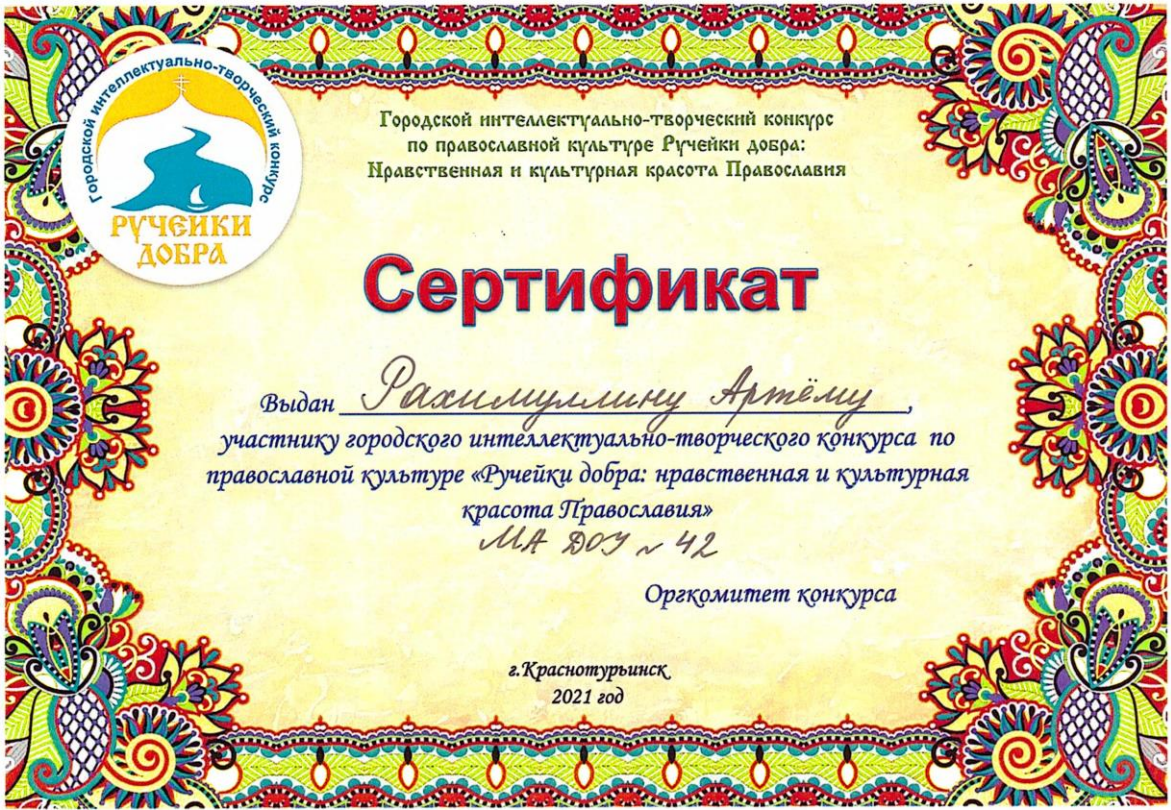 Городской интеллектуально-творческий конкурс
РУЧЕЙКИ
ДОБРА
Городской интеллектуально-творческий конкурс
по православной культуре Ручейки добра:
Нравственная и культурная красота Православия
Сертификат
Выдан Рахимуллину Артёму,
участнику городского интеллектуально-творческого конкурса по
православной культуре «Ручейки добра: нравственная и культурная
красота Православия»
МА ДОУ № 42
Оргкомитет конкурса
г.Краснотурьинск
2021 год